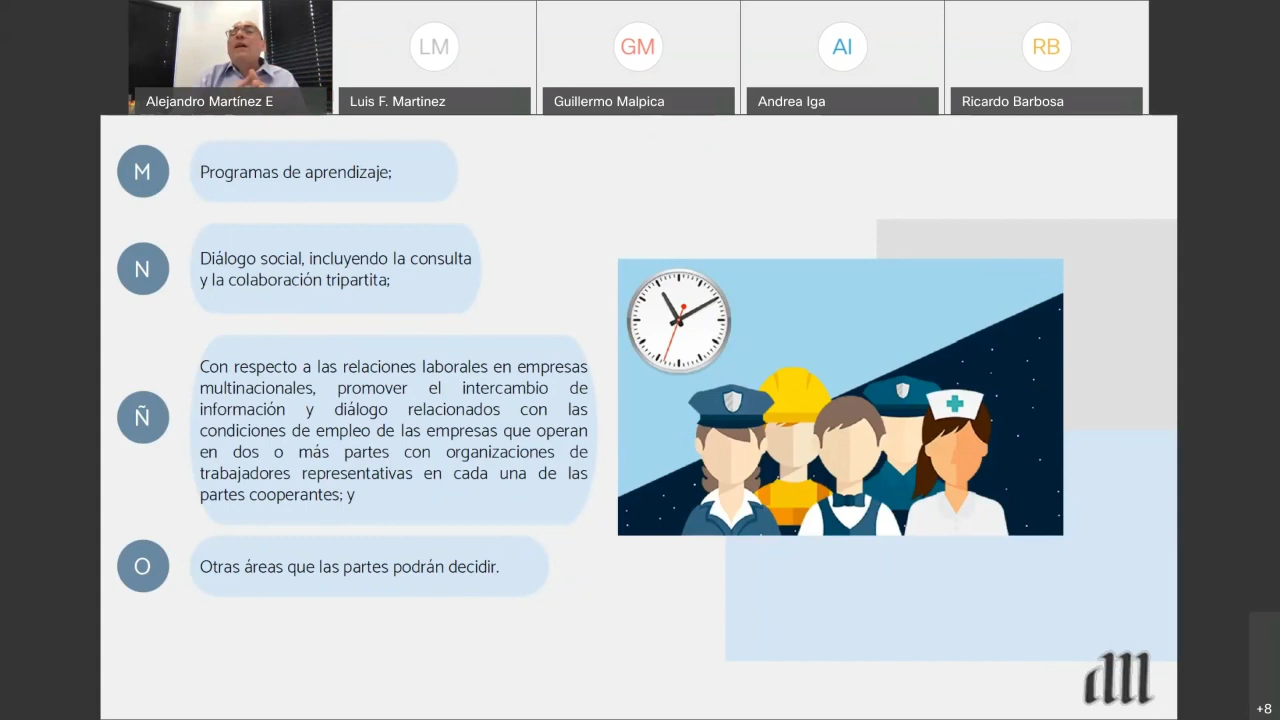 LM
GM
AI
RB
Alejandro Martínez E
Luis F. Martinez
Guillermo Malpica
Andrea Iga
Ricardo Barbosa
M
Programas de aprendizaje;
N
Diálogo social, incluyendo la consulta
y la colaboración tripartita;
Ñ
Con respecto a las relaciones laborales en empresas
multinacionales, promover el intercambio de
información y diálogo relacionados con las
condiciones de empleo de las empresas que operan
en dos o más partes con organizaciones de
trabajadores representativas en cada una de las
partes cooperantes; y
O
Otras áreas que las partes podrán decidir.
+8